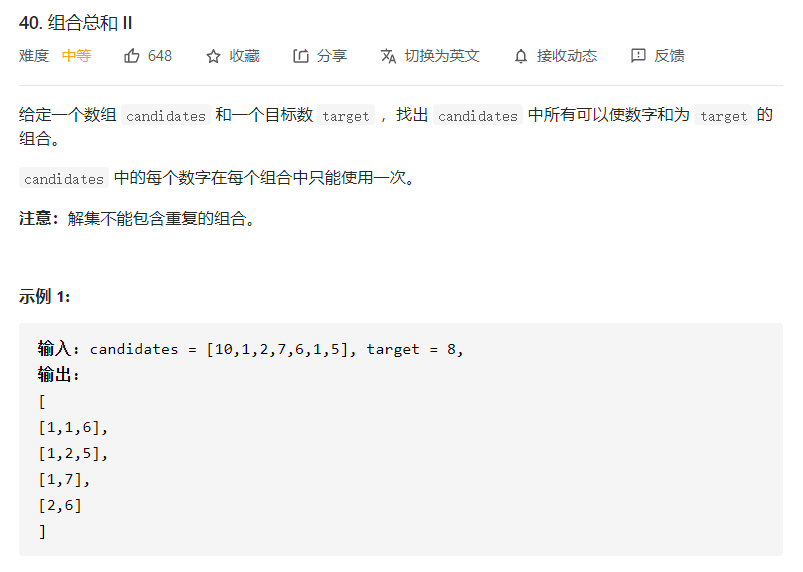 40. 组合总和 II
难度 中等 648 收藏 分享 切换为英文 接收动态 反馈
给定一个数组 candidates 和一个目标数 target ，找出 candidates 中所有可以使数字和为 target 的
组合。
candidates 中的每个数字在每个组合中只能使用一次。
注意：解集不能包含重复的组合。
示例 1:
输入: candidates = [10,1,2,7,6,1,5], target = 8,
输出:
[
[1,1,6],
[1,2,5],
[1,7],
[2,6]
]